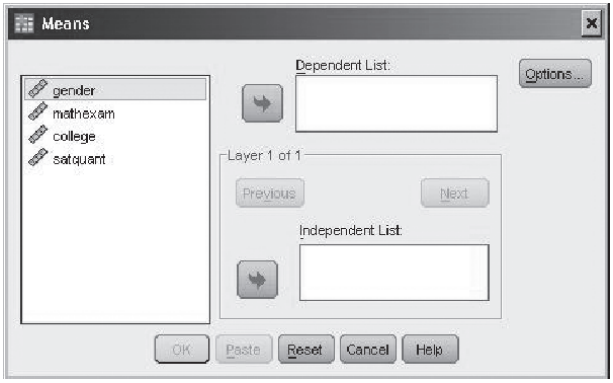 Means
gender
mathexam
college
satquant
Dependent List:
Options...
Layer 1 of 1
Previous
Next
Independent List:
OK
Paste
Reset
Cancel
Help